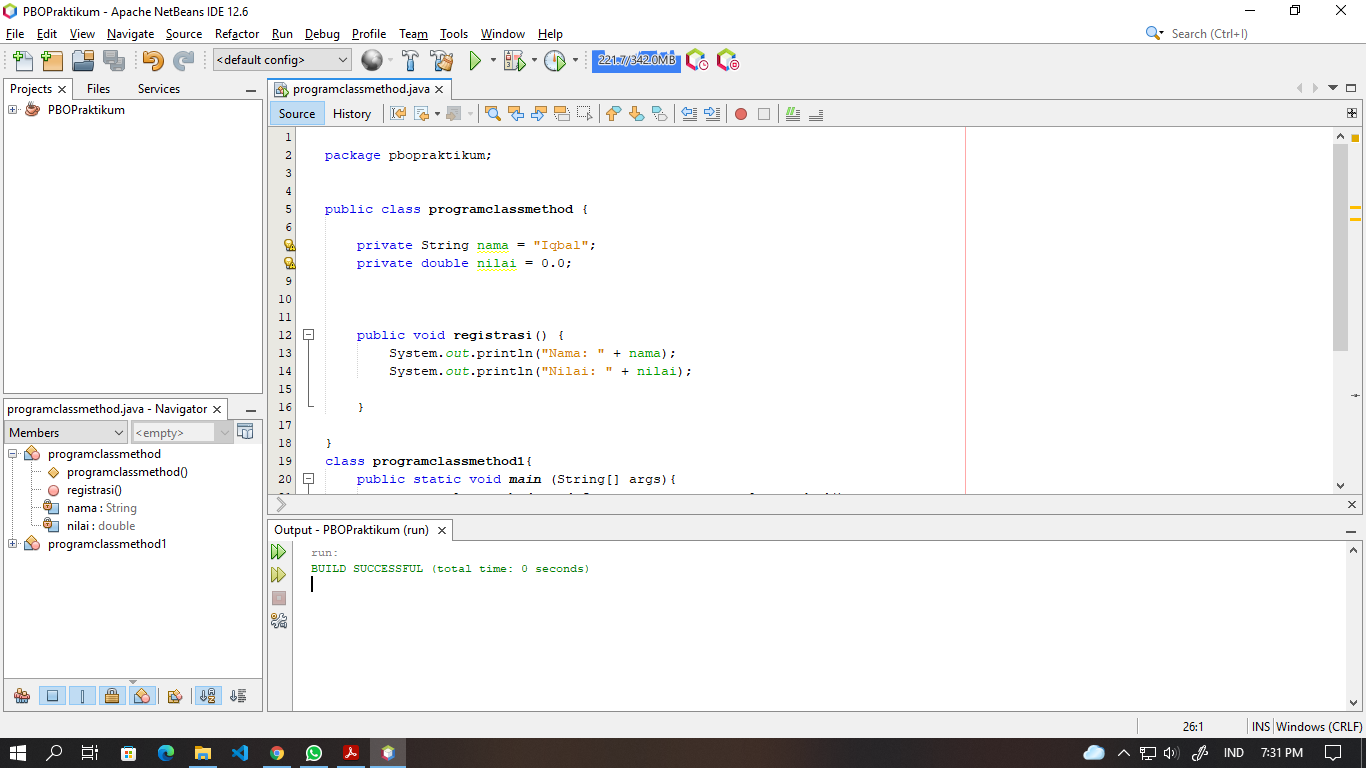 PBOPraktikum - Apache NetBeans IDE 12.6
File Edit View Navigate Source Refactor Run Debug Profile Team Tools Window Help
Search (Ctrl+I)
<default config>
221.7/342.0MB
Projects Files Services
PBOPraktikum
programclassmethod.java
Source History
1
2 package pbopraktikum;
3
4
5 public class programclassmethod {
6
private String nama = "Iqbal";
private double nilai = 0.0;
9
10
11
12 public void registrasi() {
13 System.out.println("Nama: " + nama);
14 System.out.println("Nilai: " + nilai);
15
16 }
17
18 }
19 class programclassmethod1{
20 public static void main (String[] args){
programclassmethod.java - Navigator
Members <empty>
programclassmethod
programclassmethod()
registrasi()
nama : String
nilai : double
programclassmethod1
Output - PBOPraktikum (run)
run:
BUILD SUCCESSFUL (total time: 0 seconds)
26:1 INS Windows (CRLF)
IND 7:31 PM